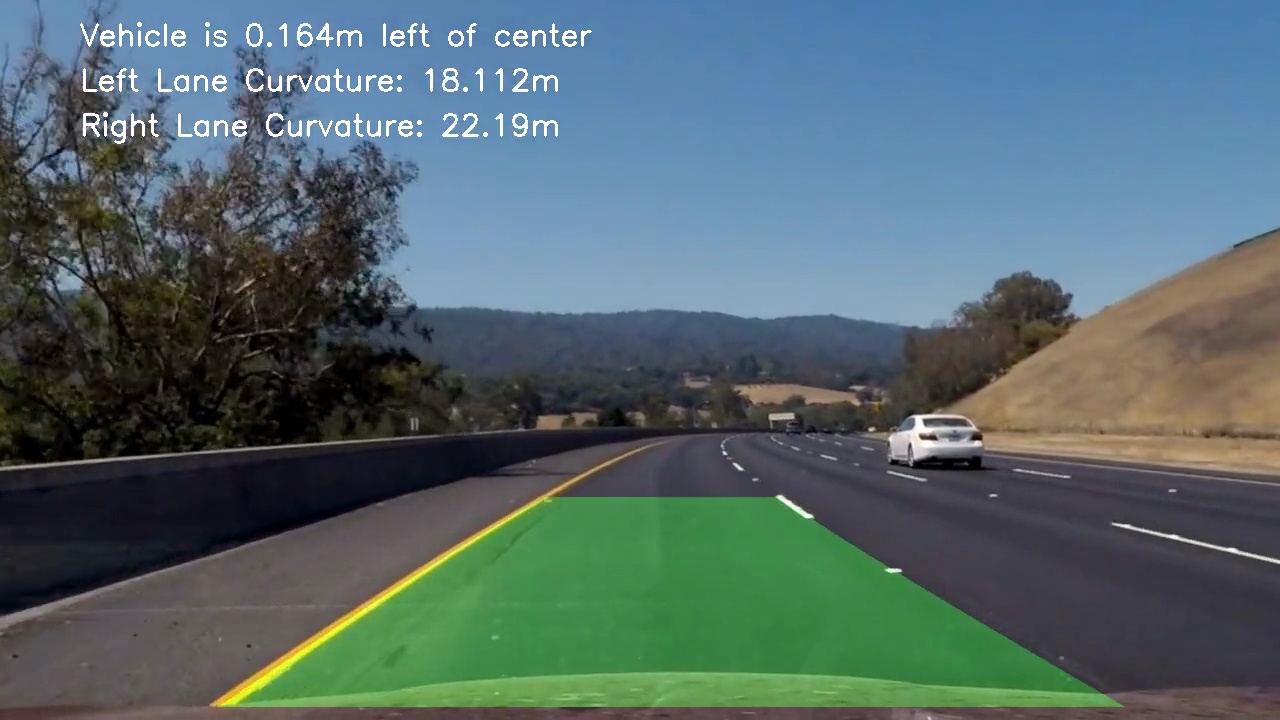 Vehicle is 0.164m left of center
Left Lane Curvature: 18.112m
Right Lane Curvature: 22.19m